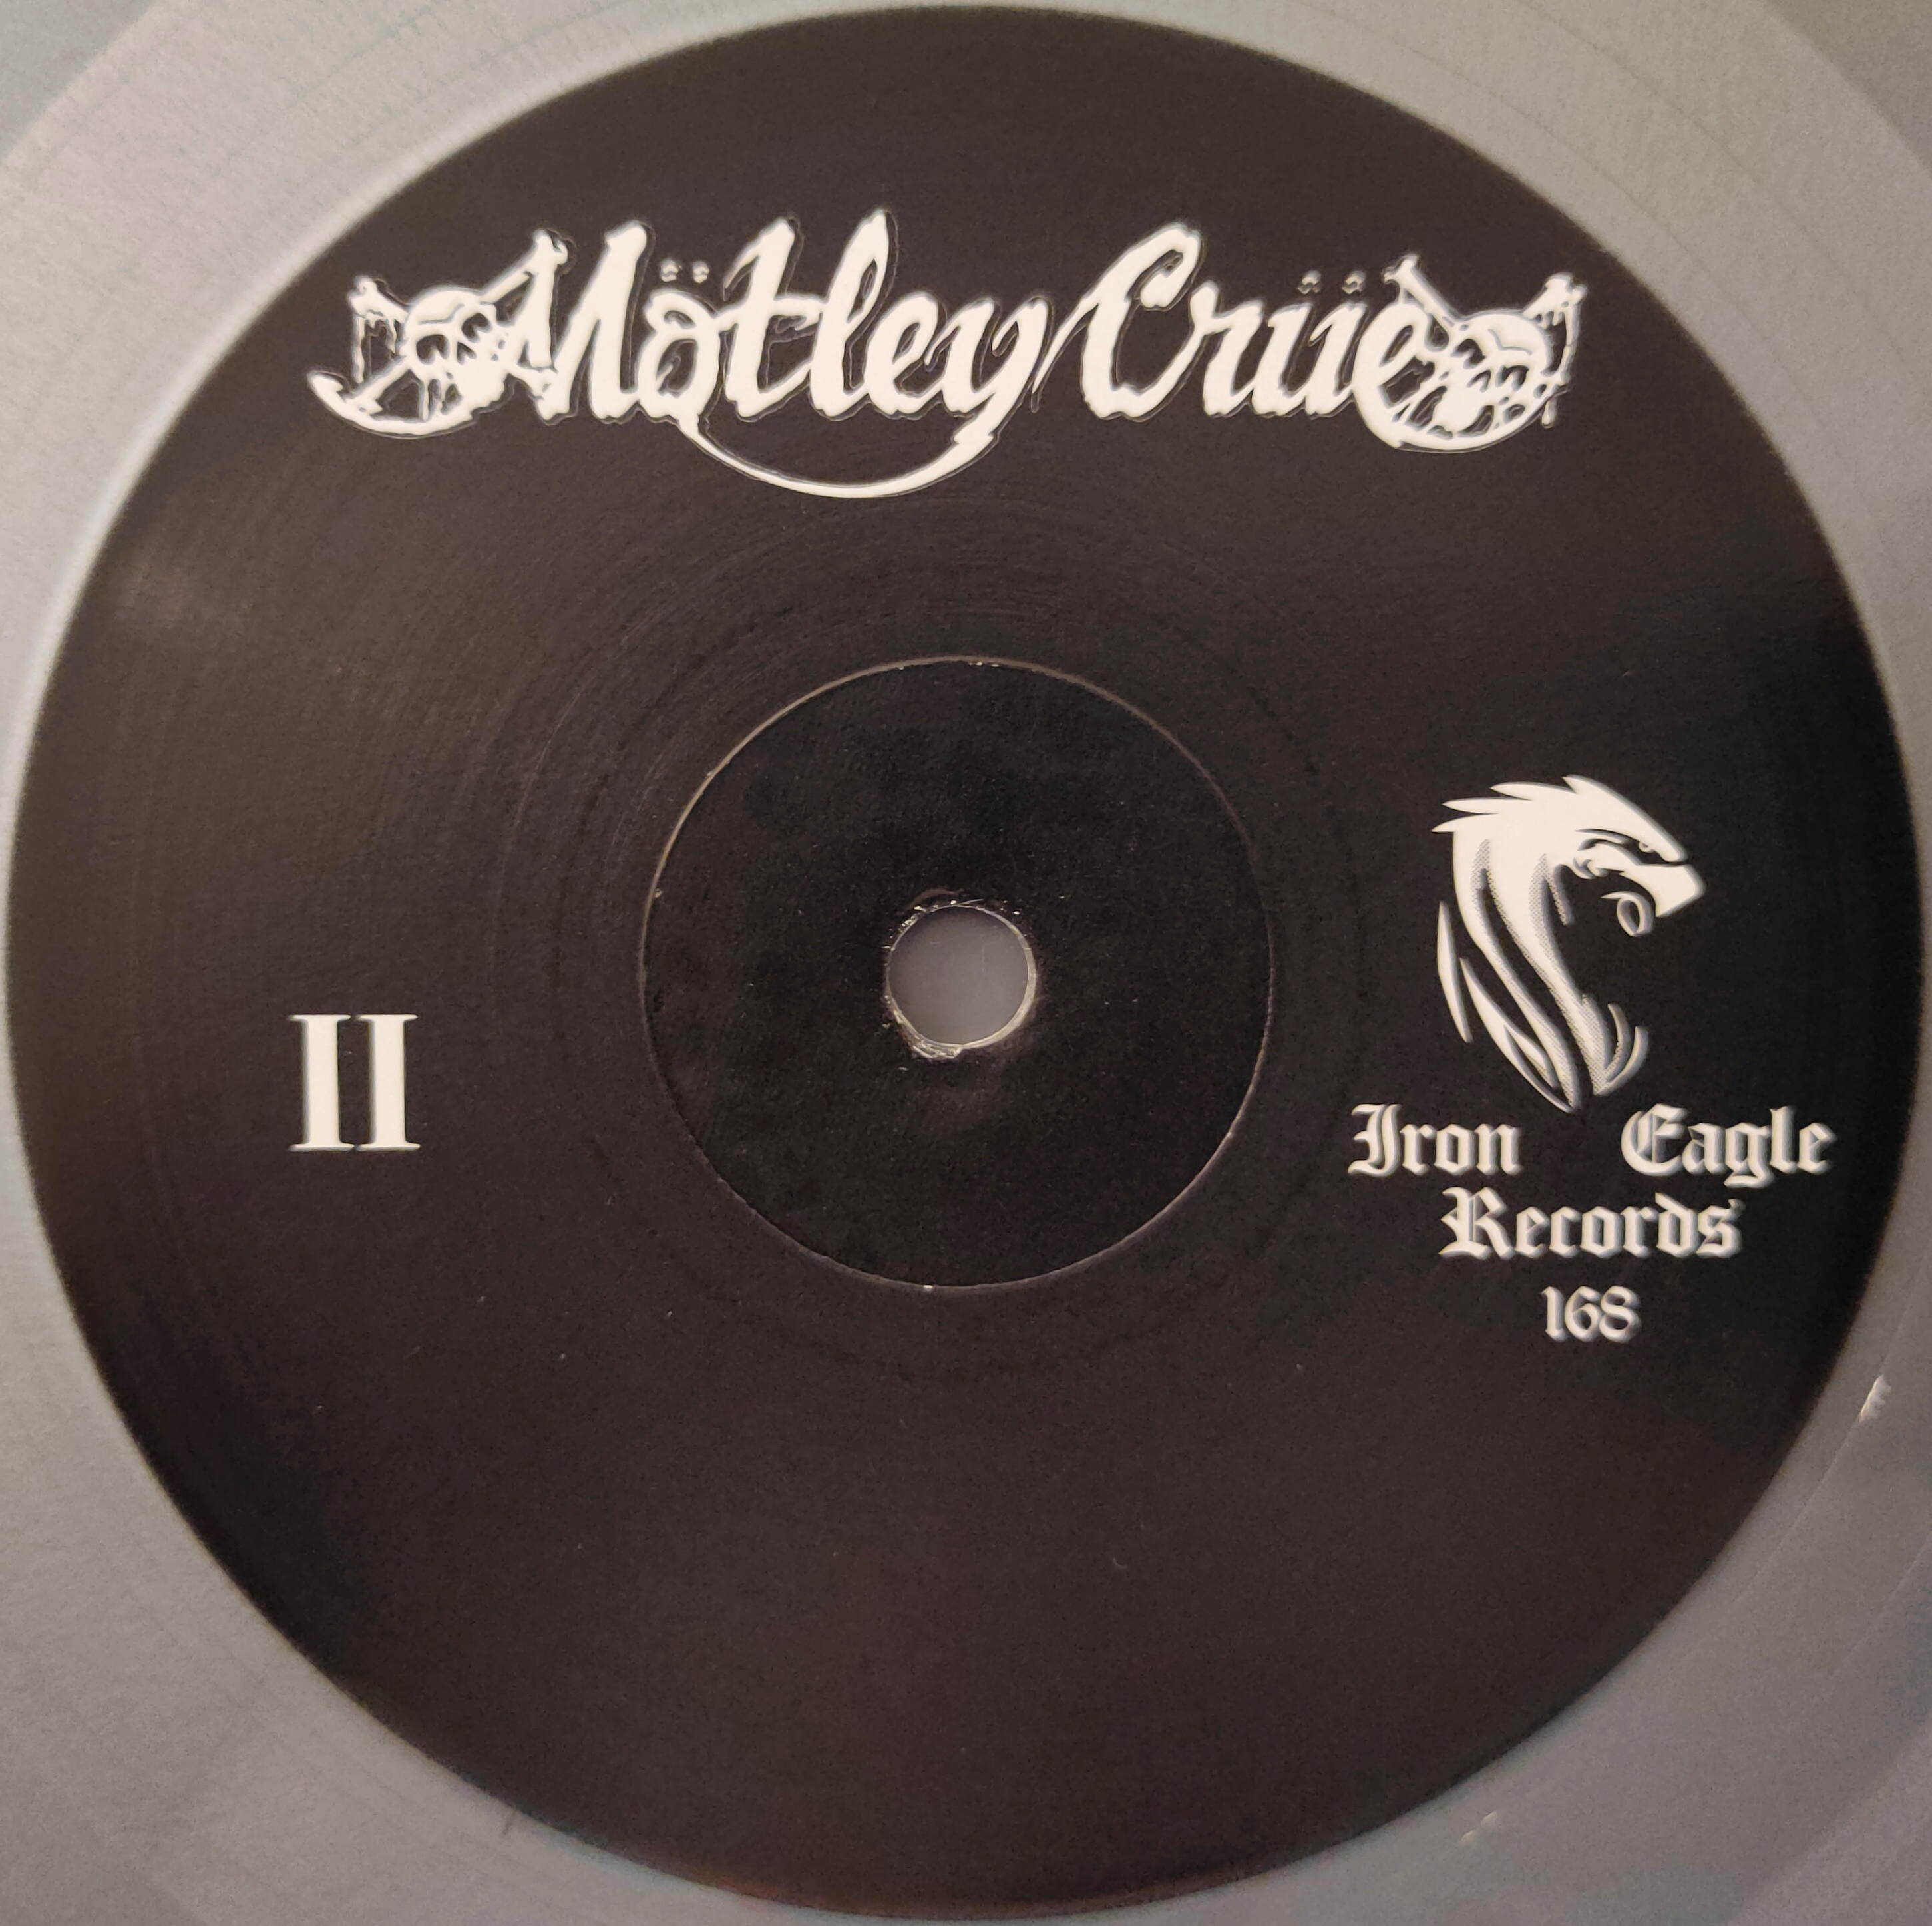 Mötley Crüe
II
Iron Eagle
Records
168